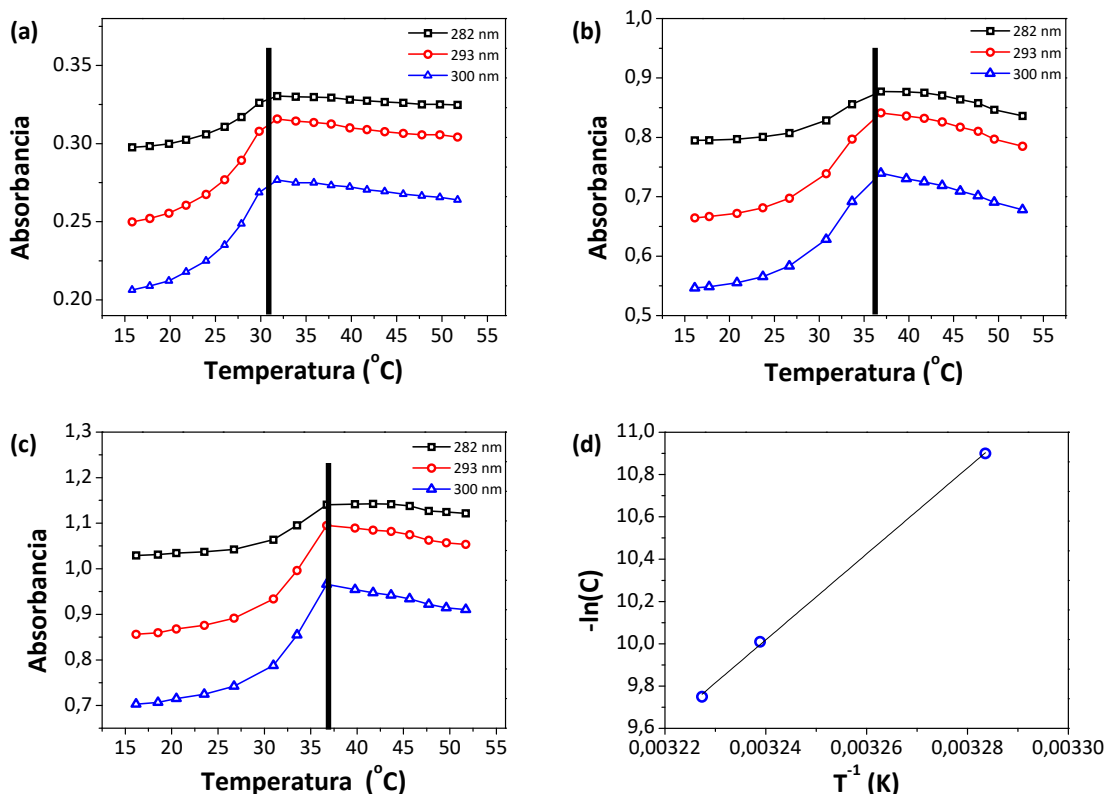 (a)
282 nm
293 nm
300 nm
0.35
0.30
0.25
0.20
Absorbancia
15 20 25 30 35 40 45 50 55
Temperatura (°C)
(b)
282 nm
293 nm
300 nm
1,0
0,9
0,8
0,7
0,6
0,5
Absorbancia
15 20 25 30 35 40 45 50 55
Temperatura (°C)
(c)
282 nm
293 nm
300 nm
1,3
1,2
1,1
1,0
0,9
0,8
0,7
Absorbancia
15 20 25 30 35 40 45 50 55
Temperatura (°C)
(d)
11,0
10,8
10,6
10,4
10,2
10,0
9,8
9,6
-ln(C)
0,00322 0,00324 0,00326 0,00328 0,00330
T⁻¹ (K)